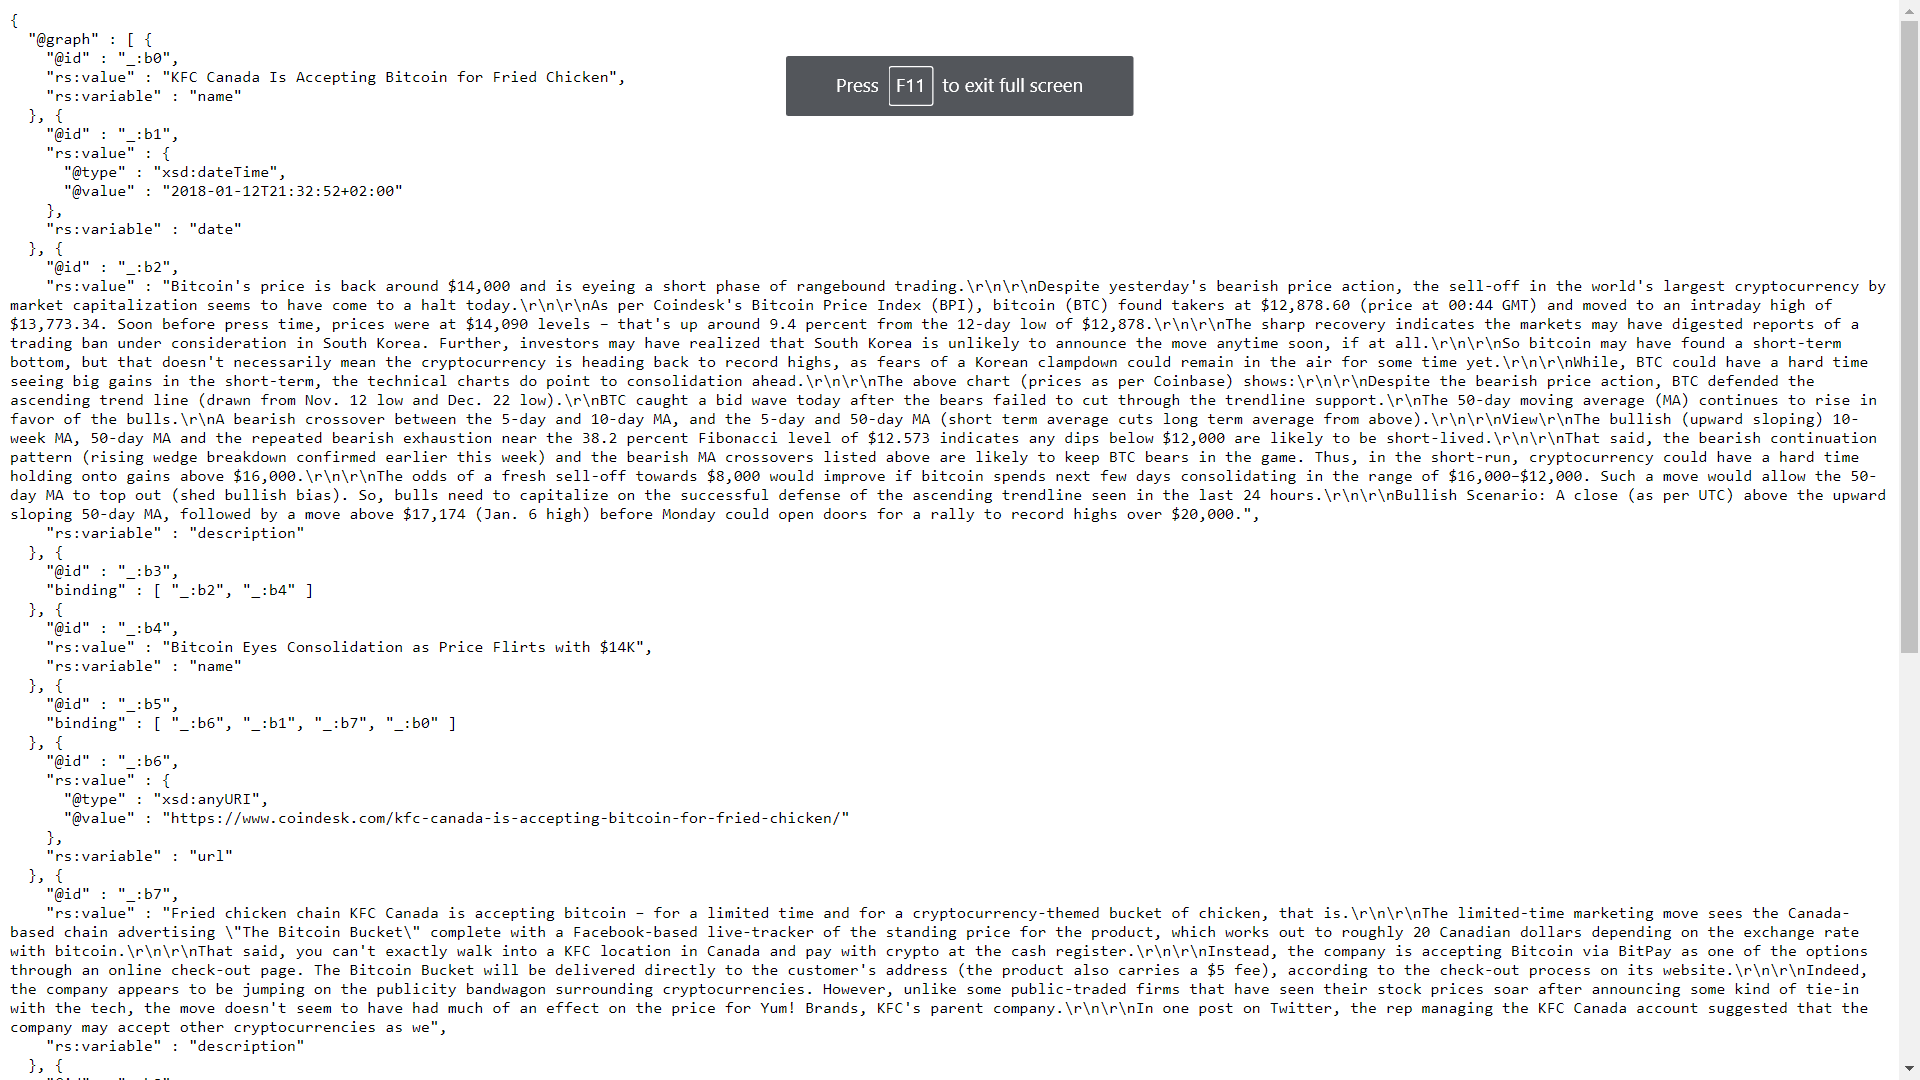 {
  "@graph" : [ {
    "@id" : "_:b0",
    "rs:value" : "KFC Canada Is Accepting Bitcoin for Fried Chicken",
    "rs:variable" : "name"
  }, {
    "@id" : "_:b1",
    "rs:value" : {
      "@type" : "xsd:dateTime",
      "@value" : "2018-01-12T21:32:52+02:00"
    },
    "rs:variable" : "date"
  }, {
    "@id" : "_:b2",
    "rs:value" : "Bitcoin's price is back around $14,000 and is eyeing a short phase of rangebound trading.\r\n\r\nDespite yesterday's bearish price action, the sell-off in the world's largest cryptocurrency by
market capitalization seems to have come to a halt today.\r\n\r\nAs per Coindesk's Bitcoin Price Index (BPI), bitcoin (BTC) found takers at $12,878.60 (price at 00:44 GMT) and moved to an intraday high of
$13,773.34. Soon before press time, prices were at $14,090 levels – that's up around 9.4 percent from the 12-day low of $12,878.\r\n\r\nThe sharp recovery indicates the markets may have digested reports of a
trading ban under consideration in South Korea. Further, investors may have realized that South Korea is unlikely to announce the move anytime soon, if at all.\r\n\r\nSo bitcoin may have found a short-term
bottom, but that doesn't necessarily mean the cryptocurrency is heading back to record highs, as fears of a Korean clampdown could remain in the air for some time yet.\r\n\r\nWhile, BTC could have a hard time
seeing big gains in the short-term, the technical charts do point to consolidation ahead.\r\n\r\nThe above chart (prices as per Coinbase) shows:\r\n\r\nDespite the bearish price action, BTC defended the
ascending trend line (drawn from Nov. 12 low and Dec. 22 low).\r\nBTC caught a bid wave today after the bears failed to cut through the trendline support.\r\nThe 50-day moving average (MA) continues to rise in
favor of the bulls.\r\nA bearish crossover between the 5-day and 10-day MA, and the 5-day and 50-day MA (short term average cuts long term average from above).\r\n\r\nView\r\nThe bullish (upward sloping) 10-
week MA, 50-day MA and the repeated bearish exhaustion near the 38.2 percent Fibonacci level of $12.573 indicates any dips below $12,000 are likely to be short-lived.\r\n\r\nThat said, the bearish continuation
pattern (rising wedge breakdown confirmed earlier this week) and the bearish MA crossovers listed above are likely to keep BTC bears in the game. Thus, in the short-run, cryptocurrency could have a hard time
holding onto gains above $16,000.\r\n\r\nThe odds of a fresh sell-off towards $8,000 would improve if bitcoin spends next few days consolidating in the range of $16,000–$12,000. Such a move would allow the 50-
day MA to top out (shed bullish bias). So, bulls need to capitalize on the successful defense of the ascending trendline seen in the last 24 hours.\r\n\r\nBullish Scenario: A close (as per UTC) above the upward
sloping 50-day MA, followed by a move above $17,174 (Jan. 6 high) before Monday could open doors for a rally to record highs over $20,000.",
    "rs:variable" : "description"
  }, {
    "@id" : "_:b3",
    "binding" : [ "_:b2", "_:b4" ]
  }, {
    "@id" : "_:b4",
    "rs:value" : "Bitcoin Eyes Consolidation as Price Flirts with $14K",
    "rs:variable" : "name"
  }, {
    "@id" : "_:b5",
    "binding" : [ "_:b6", "_:b1", "_:b7", "_:b0" ]
  }, {
    "@id" : "_:b6",
    "rs:value" : {
      "@type" : "xsd:anyURI",
      "@value" : "https://www.coindesk.com/kfc-canada-is-accepting-bitcoin-for-fried-chicken/"
    },
    "rs:variable" : "url"
  }, {
    "@id" : "_:b7",
    "rs:value" : "Fried chicken chain KFC Canada is accepting bitcoin – for a limited time and for a cryptocurrency-themed bucket of chicken, that is.\r\n\r\nThe limited-time marketing move sees the Canada-
based chain advertising \"The Bitcoin Bucket\" complete with a Facebook-based live-tracker of the standing price for the product, which works out to roughly 20 Canadian dollars depending on the exchange rate
with bitcoin.\r\n\r\nThat said, you can't exactly walk into a KFC location in Canada and pay with crypto at the cash register.\r\n\r\nInstead, the company is accepting Bitcoin via BitPay as one of the options
through an online check-out page. The Bitcoin Bucket will be delivered directly to the customer's address (the product also carries a $5 fee), according to the check-out process on its website.\r\n\r\nIndeed,
the company appears to be jumping on the publicity bandwagon surrounding cryptocurrencies. However, unlike some public-traded firms that have seen their stock prices soar after announcing some kind of tie-in
with the tech, the move doesn't seem to have had much of an effect on the price for Yum! Brands, KFC's parent company.\r\n\r\nIn one post on Twitter, the rep managing the KFC Canada account suggested that the
company may accept other cryptocurrencies as we",
    "rs:variable" : "description"
  }, {
Press F11 to exit full screen